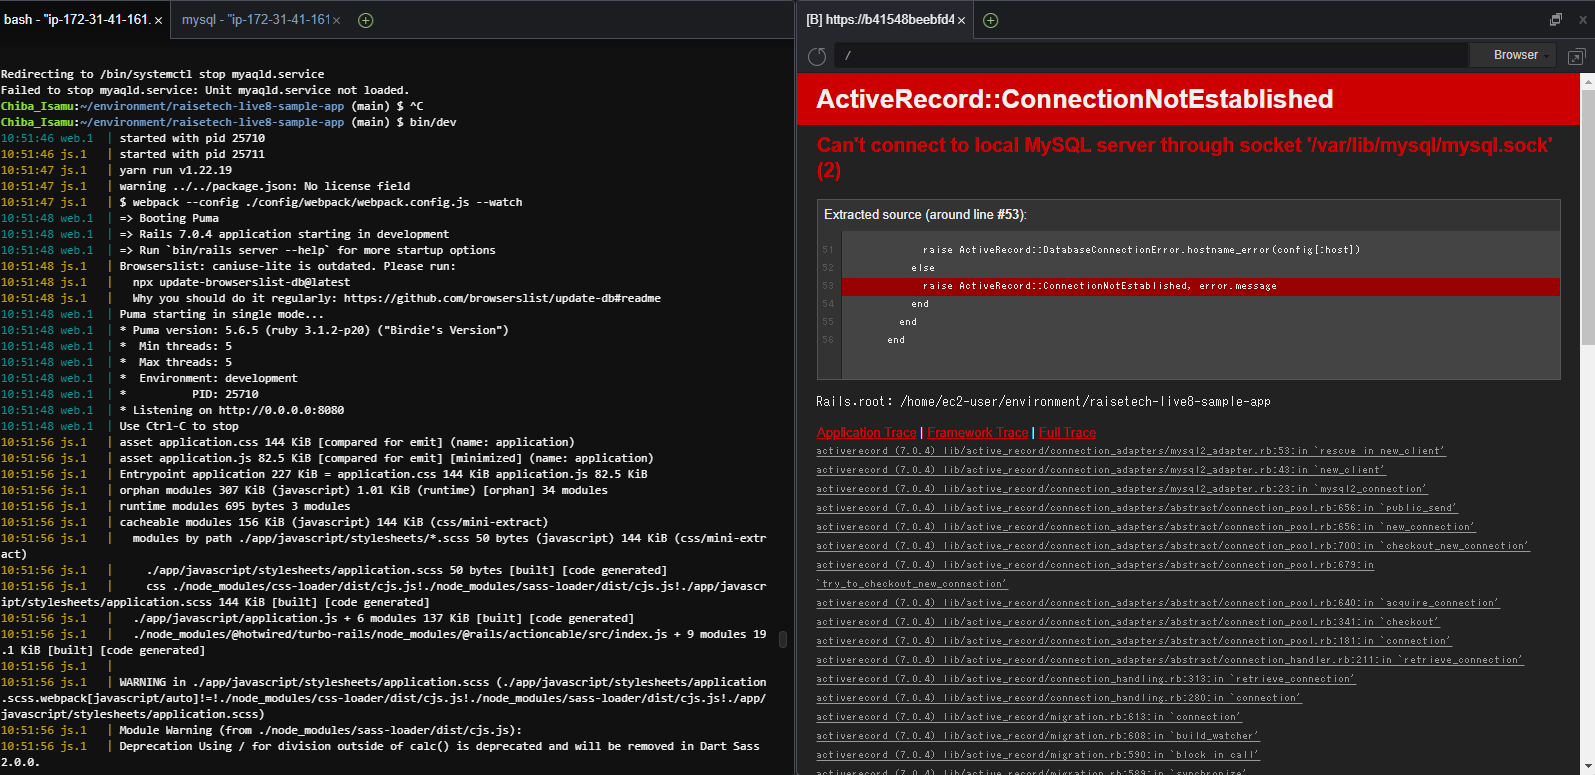 bash - "ip-172-31-41-161.
mysql - "ip-172-31-41-161
Redirecting to /bin/systemctl stop myaqld.service
Failed to stop myaqld.service: Unit myaqld.service not loaded.
Chiba_Isamu:~/environment/raisetech-live8-sample-app (main) $ ^C
Chiba_Isamu:~/environment/raisetech-live8-sample-app (main) $ bin/dev
10:51:46 web.1  | started with pid 25710
10:51:46 js.1   | started with pid 25711
10:51:47 js.1   | yarn run v1.22.19
10:51:47 js.1   | warning ../../package.json: No license field
10:51:47 js.1   | $ webpack --config ./config/webpack/webpack.config.js --watch
10:51:48 web.1  | => Booting Puma
10:51:48 web.1  | => Rails 7.0.4 application starting in development
10:51:48 web.1  | => Run `bin/rails server --help` for more startup options
10:51:48 js.1   | Browserslist: caniuse-lite is outdated. Please run:
10:51:48 js.1   |   npx update-browserslist-db@latest
10:51:48 js.1   |   Why you should do it regularly: https://github.com/browserslist/update-db#readme
10:51:48 web.1  | Puma starting in single mode...
10:51:48 web.1  | * Puma version: 5.6.5 (ruby 3.1.2-p20) ("Birdie's Version")
10:51:48 web.1  | *  Min threads: 5
10:51:48 web.1  | *  Max threads: 5
10:51:48 web.1  | *  Environment: development
10:51:48 web.1  | *          PID: 25710
10:51:48 web.1  | * Listening on http://0.0.0.0:8080
10:51:48 web.1  | Use Ctrl-C to stop
10:51:56 js.1   | asset application.css 144 KiB [compared for emit] (name: application)
10:51:56 js.1   | asset application.js 82.5 KiB [compared for emit] [minimized] (name: application)
10:51:56 js.1   | Entrypoint application 227 KiB = application.css 144 KiB application.js 82.5 KiB
10:51:56 js.1   | orphan modules 307 KiB (javascript) 1.01 KiB (runtime) [orphan] 34 modules
10:51:56 js.1   | runtime modules 695 bytes 3 modules
10:51:56 js.1   | cacheable modules 156 KiB (javascript) 144 KiB (css/mini-extract)
10:51:56 js.1   |   modules by path ./app/javascript/stylesheets/*.scss 50 bytes (javascript) 144 KiB (css/mini-extr
act)
10:51:56 js.1   |     ./app/javascript/stylesheets/application.scss 50 bytes [built] [code generated]
10:51:56 js.1   |     css ./node_modules/css-loader/dist/cjs.js!./node_modules/sass-loader/dist/cjs.js!./app/javascr
ipt/stylesheets/application.scss 144 KiB [built] [code generated]
10:51:56 js.1   |   ./app/javascript/application.js + 6 modules 137 KiB [built] [code generated]
10:51:56 js.1   |   ./node_modules/@hotwired/turbo-rails/node_modules/@rails/actioncable/src/index.js + 9 modules 19
.1 KiB [built] [code generated]
10:51:56 js.1   |
10:51:56 js.1   | WARNING in ./app/javascript/stylesheets/application.scss (./app/javascript/stylesheets/application
.scss.webpack[javascript/auto]!=!./node_modules/css-loader/dist/cjs.js!./node_modules/sass-loader/dist/cjs.js!./app/
javascript/stylesheets/application.scss)
10:51:56 js.1   | Module Warning (from ./node_modules/sass-loader/dist/cjs.js):
10:51:56 js.1   | Deprecation Using / for division outside of calc() is deprecated and will be removed in Dart Sass
2.0.0.
[B] https://b41548beebfd4
/
Browser
ActiveRecord::ConnectionNotEstablished
Can't connect to local MySQL server through socket '/var/lib/mysql/mysql.sock'
(2)
Extracted source (around line #53):
51 raise ActiveRecord::DatabaseConnectionError.hostname_error(config[:host])
52 else
53 raise ActiveRecord::ConnectionNotEstablished, error.message
54 end
55 end
56 end
Rails.root: /home/ec2-user/environment/raisetech-live8-sample-app
Application Trace | Framework Trace | Full Trace
activerecord (7.0.4) lib/active_record/connection_adapters/mysql2_adapter.rb:53:in `rescue in new_client'
activerecord (7.0.4) lib/active_record/connection_adapters/mysql2_adapter.rb:43:in `new_client'
activerecord (7.0.4) lib/active_record/connection_adapters/mysql2_adapter.rb:23:in `mysql2_connection'
activerecord (7.0.4) lib/active_record/connection_adapters/abstract/connection_pool.rb:656:in `public_send'
activerecord (7.0.4) lib/active_record/connection_adapters/abstract/connection_pool.rb:656:in `new_connection'
activerecord (7.0.4) lib/active_record/connection_adapters/abstract/connection_pool.rb:700:in `checkout_new_connection'
activerecord (7.0.4) lib/active_record/connection_adapters/abstract/connection_pool.rb:679:in
`try_to_checkout_new_connection'
activerecord (7.0.4) lib/active_record/connection_adapters/abstract/connection_pool.rb:640:in `acquire_connection'
activerecord (7.0.4) lib/active_record/connection_adapters/abstract/connection_pool.rb:341:in `checkout'
activerecord (7.0.4) lib/active_record/connection_adapters/abstract/connection_pool.rb:181:in `connection'
activerecord (7.0.4) lib/active_record/connection_adapters/abstract/connection_handler.rb:211:in `retrieve_connection'
activerecord (7.0.4) lib/active_record/connection_handling.rb:313:in `retrieve_connection'
activerecord (7.0.4) lib/active_record/connection_handling.rb:280:in `connection'
activerecord (7.0.4) lib/active_record/migration.rb:613:in `connection'
activerecord (7.0.4) lib/active_record/migration.rb:608:in `build_watcher'
activerecord (7.0.4) lib/active_record/migration.rb:590:in `block in call'
activerecord (7.0.4) lib/active_record/migration.rb:589:in `synchronize'